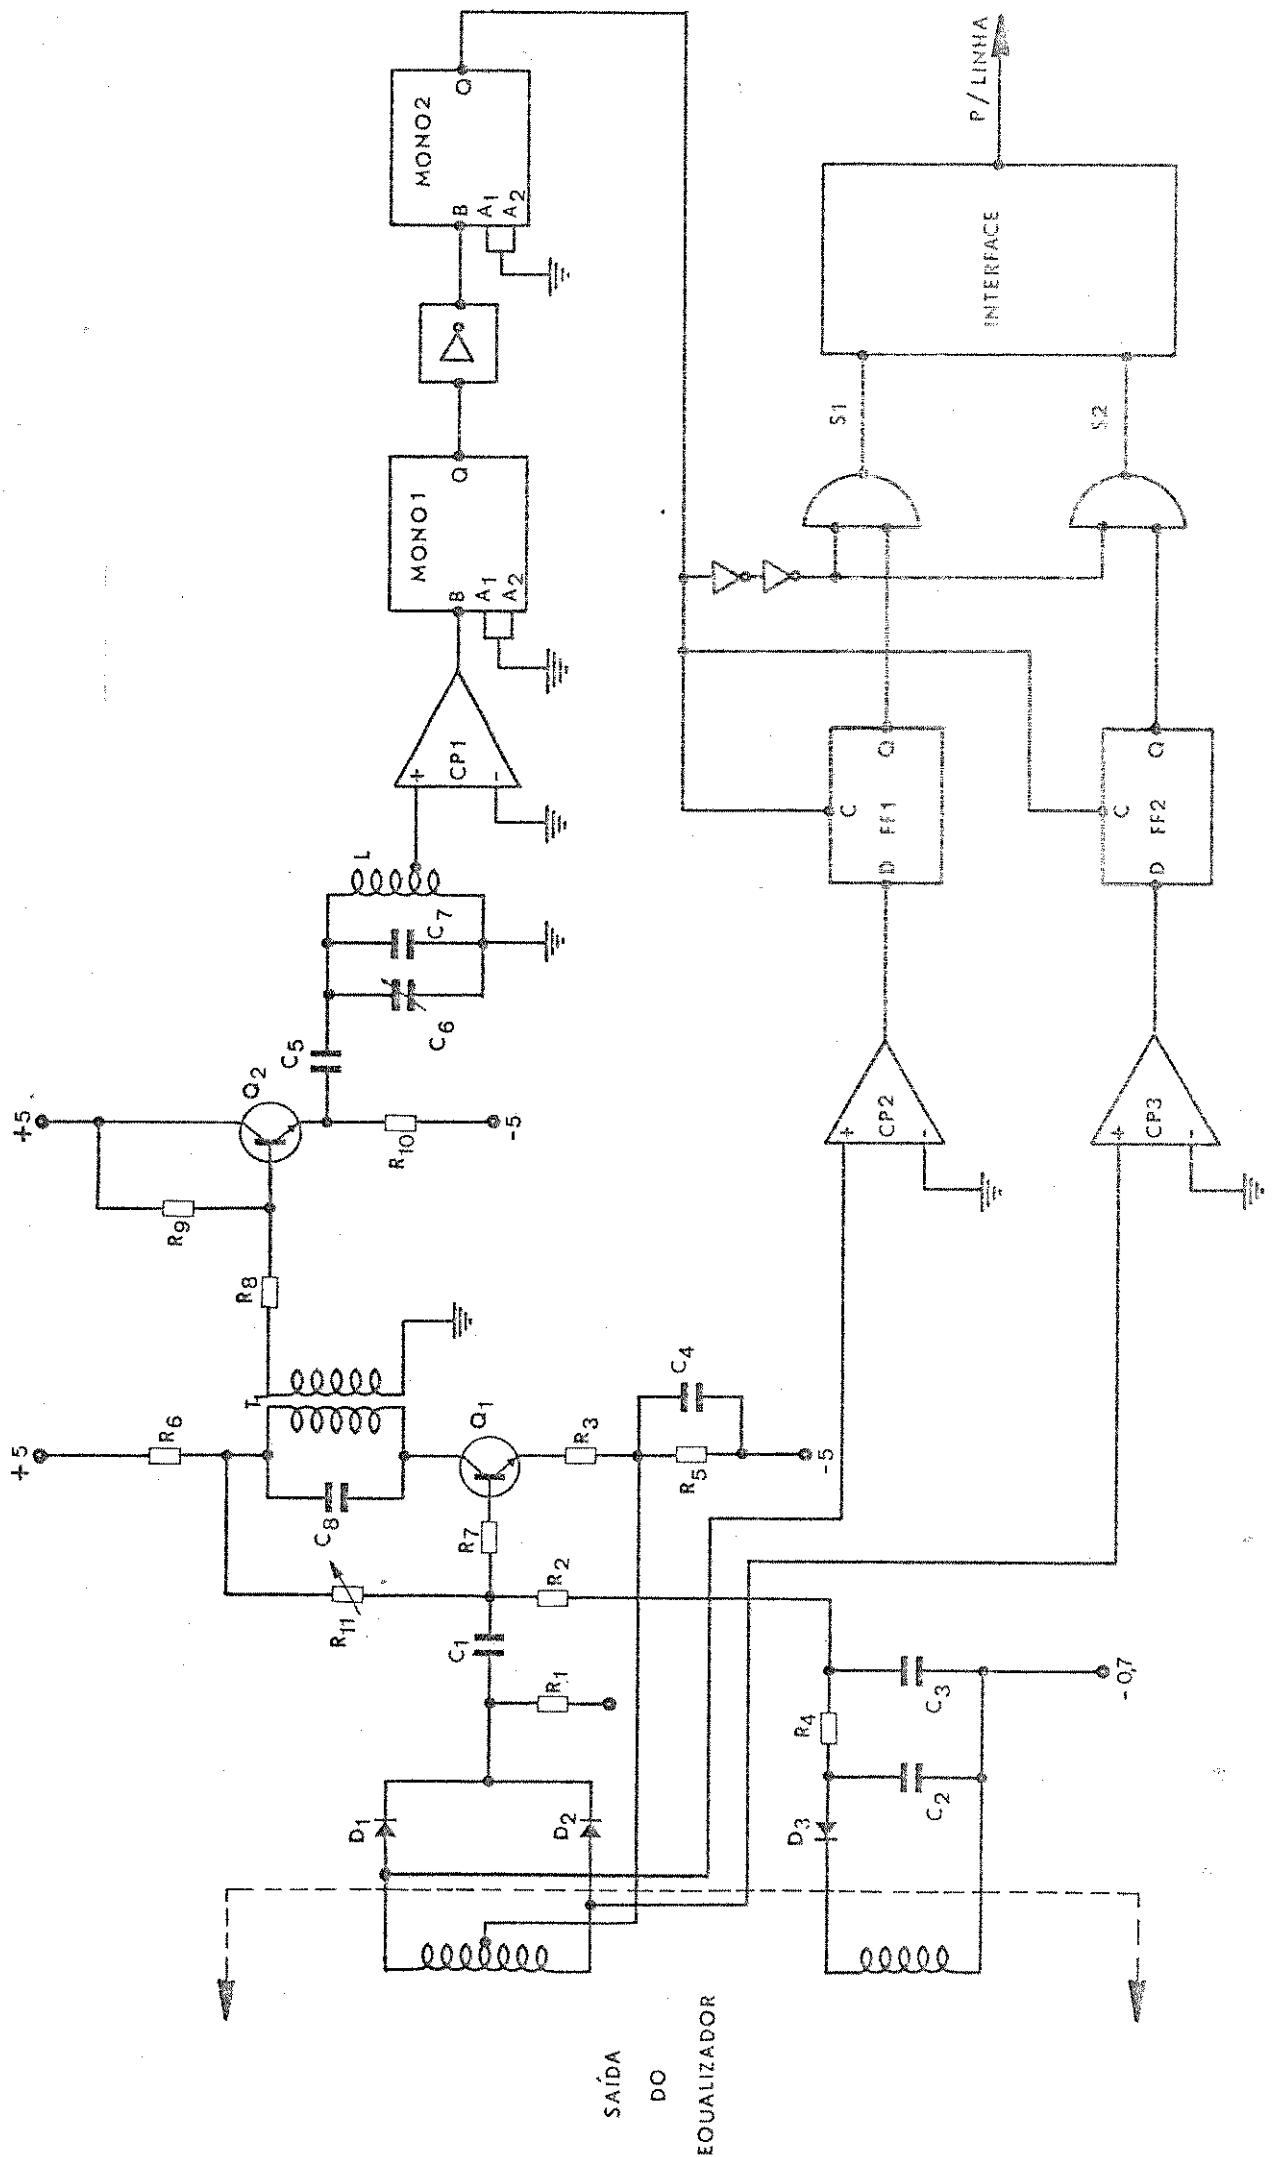 SAÍDA
DO
EQUALIZADOR
D1
D2
D3
C2
R4
C3
-0,7
R1
C1
R2
R11
R7
Q1
R3
R5
C4
-5
+5
R6
C8
T1
R8
R9
+5
Q2
R10
-5
C5
C6
C7
L
+
-
CP1
B
A1
A2
MONO1
Q
B
A1
A2
MONO2
Q
+
-
CP2
+
-
CP3
D
C
FF1
Q
D
C
FF2
Q
S1
S2
INTERFACE
P/LINHA